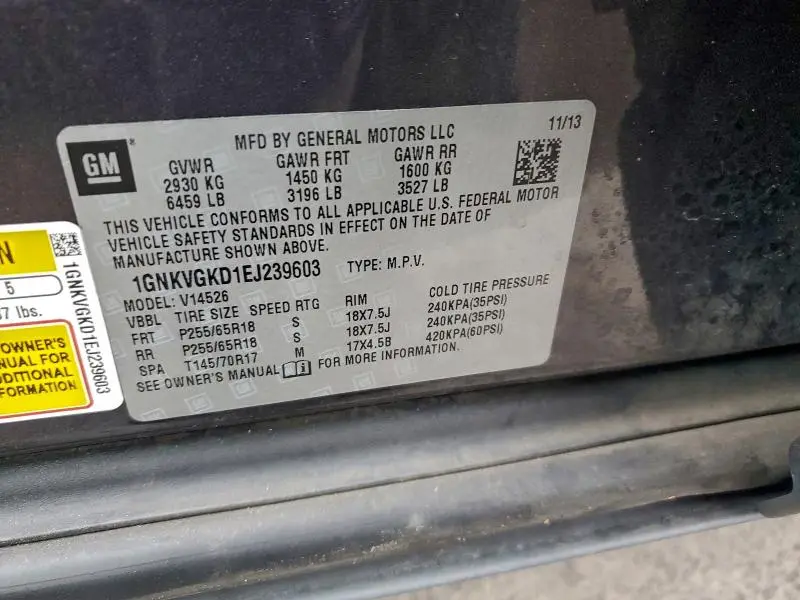 GM
MFD BY GENERAL MOTORS LLC
11/13
GVWR GAWR FRT GAWR RR
2930 KG 1450 KG 1600 KG
6459 LB 3196 LB 3527 LB
THIS VEHICLE CONFORMS TO ALL APPLICABLE U.S. FEDERAL MOTOR
VEHICLE SAFETY STANDARDS IN EFFECT ON THE DATE OF
MANUFACTURE SHOWN ABOVE.
1GNKVGKD1EJ239603 TYPE: M.P.V.
MODEL: V14526
VBBL TIRE SIZE SPEED RTG RIM COLD TIRE PRESSURE
FRT P255/65R18 S 18X7.5J 240KPA(35PSI)
RR P255/65R18 S 18X7.5J 240KPA(35PSI)
SPA T145/70R17 M 17X4.5B 420KPA(60PSI)
SEE OWNER'S MANUAL i FOR MORE INFORMATION.
N
5
7 lbs.
OWNER'S
UAL FOR
DITIONAL
FORMATION
1GNKVGKD1EJ239603